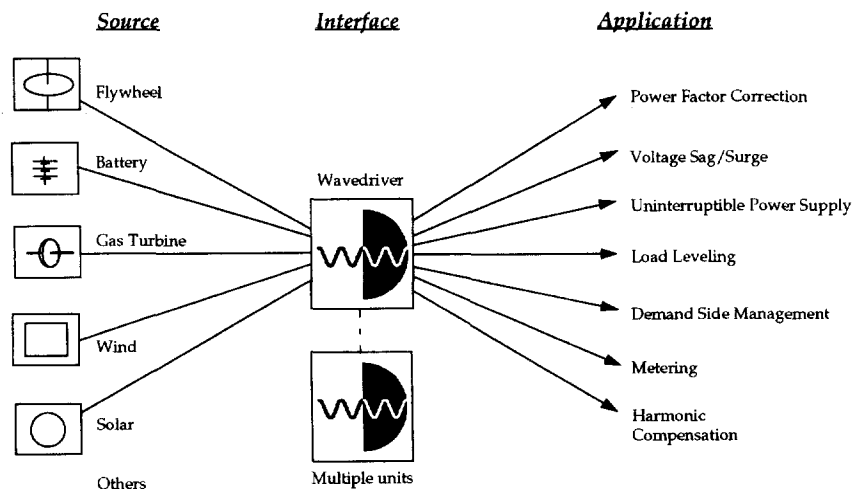 Source
Interface
Application
Flywheel
Battery
Gas Turbine
Wind
Solar
Others
Wavedriver
Multiple units
Power Factor Correction
Voltage Sag/Surge
Uninterruptible Power Supply
Load Leveling
Demand Side Management
Metering
Harmonic
Compensation